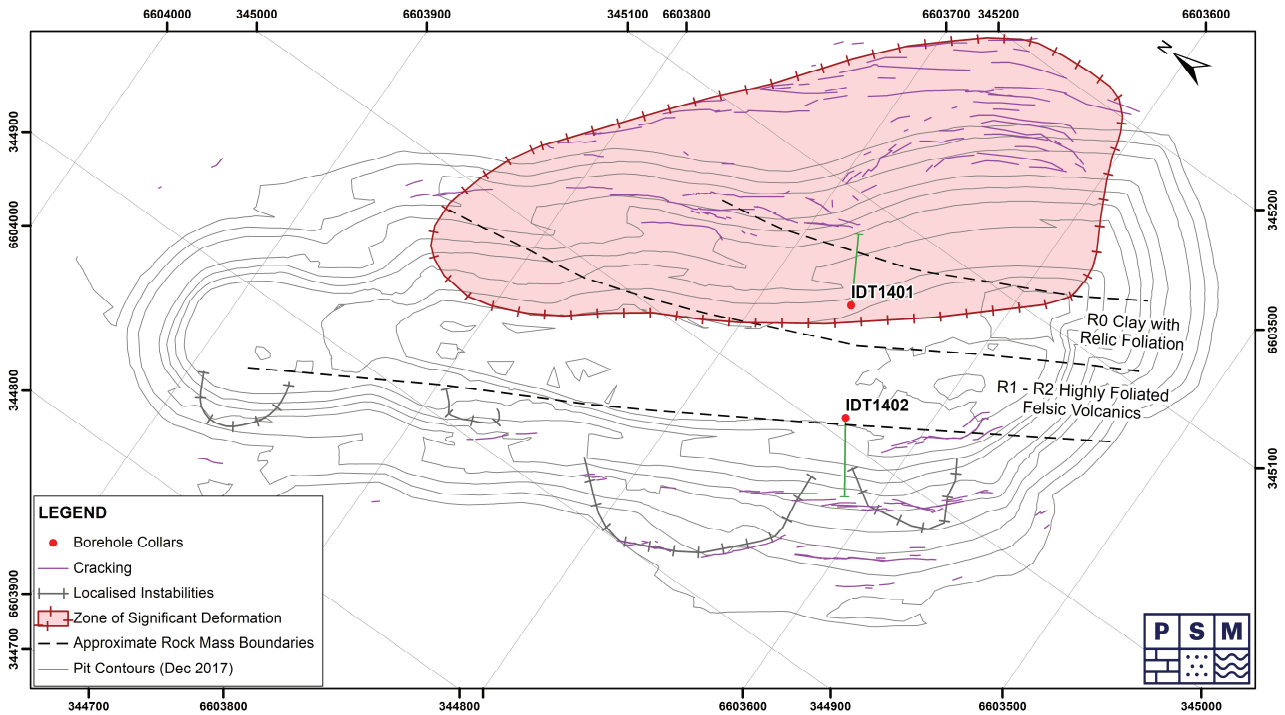 6604000 345000 6603900 345100 6603800 6603700 345200 6603600
N
344900
6604000
344800
6603900
344700
345200
6603500
345100
IDT1401
R0 Clay with
Relic Foliation
R1 - R2 Highly Foliated
Felsic Volcanics
IDT1402
LEGEND
Borehole Collars
Cracking
Localised Instabilities
Zone of Significant Deformation
Approximate Rock Mass Boundaries
Pit Contours (Dec 2017)
P S M
344700 6603800 344800 6603600 344900 6603500 345000